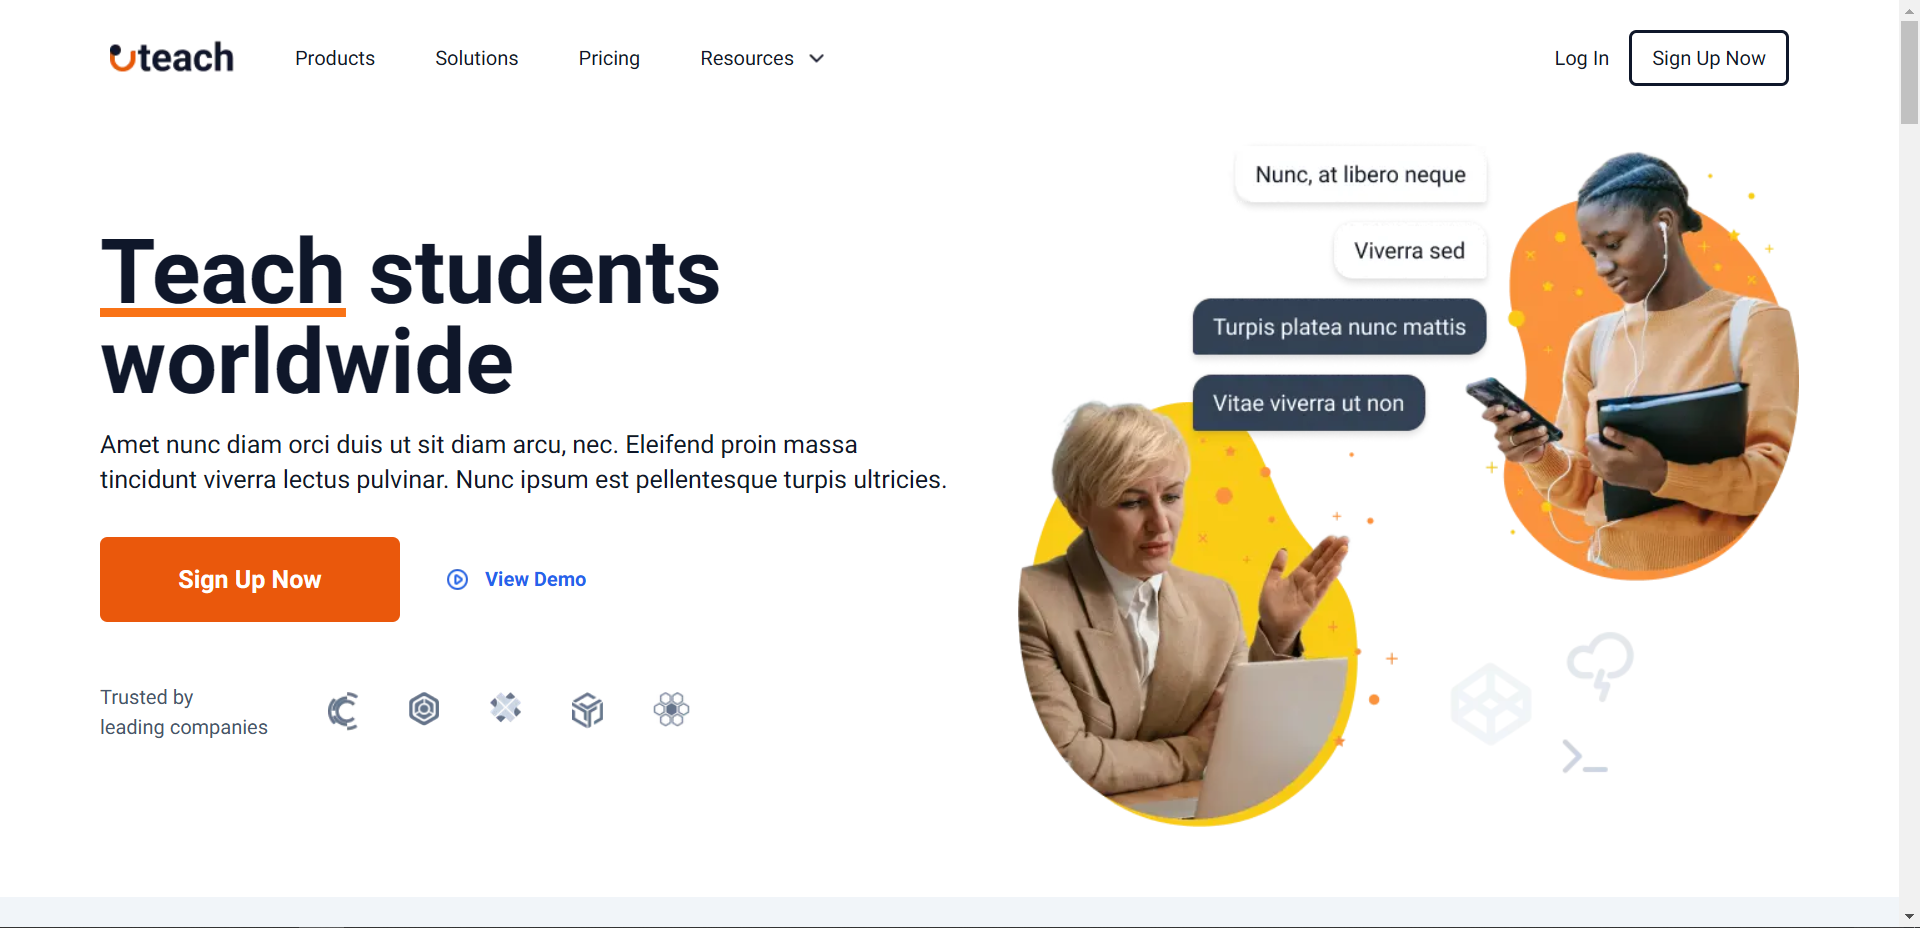 uteach
Products
Solutions
Pricing
Resources
Log In
Sign Up Now
Teach students
worldwide
Amet nunc diam orci duis ut sit diam arcu, nec. Eleifend proin massa
tincidunt viverra lectus pulvinar. Nunc ipsum est pellentesque turpis ultricies.
Sign Up Now
View Demo
Trusted by
leading companies
Nunc, at libero neque
Viverra sed
Turpis platea nunc mattis
Vitae viverra ut non